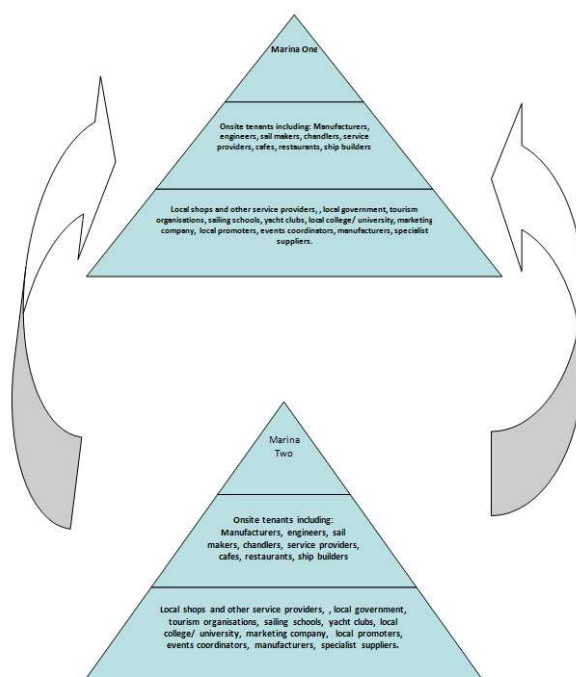 Marina One
Onsite tenants including: Manufacturers,
engineers, sail makers, chandlers, service
providers, cafes, restaurants, ship builders
Local shops and other service providers, , local government, tourism
organisations, sailing schools, yacht clubs, local college/ university, marketing
company, local promoters, events coordinators, manufacturers, specialist
suppliers.
Marina
Two
Onsite tenants including:
Manufacturers, engineers, sail
makers, chandlers, service providers,
cafes, restaurants, ship builders
Local shops and other service providers, , local government,
tourism organisations, sailing schools, yacht clubs, local
college/ university, marketing company, local promoters,
events coordinators, manufacturers, specialist suppliers.